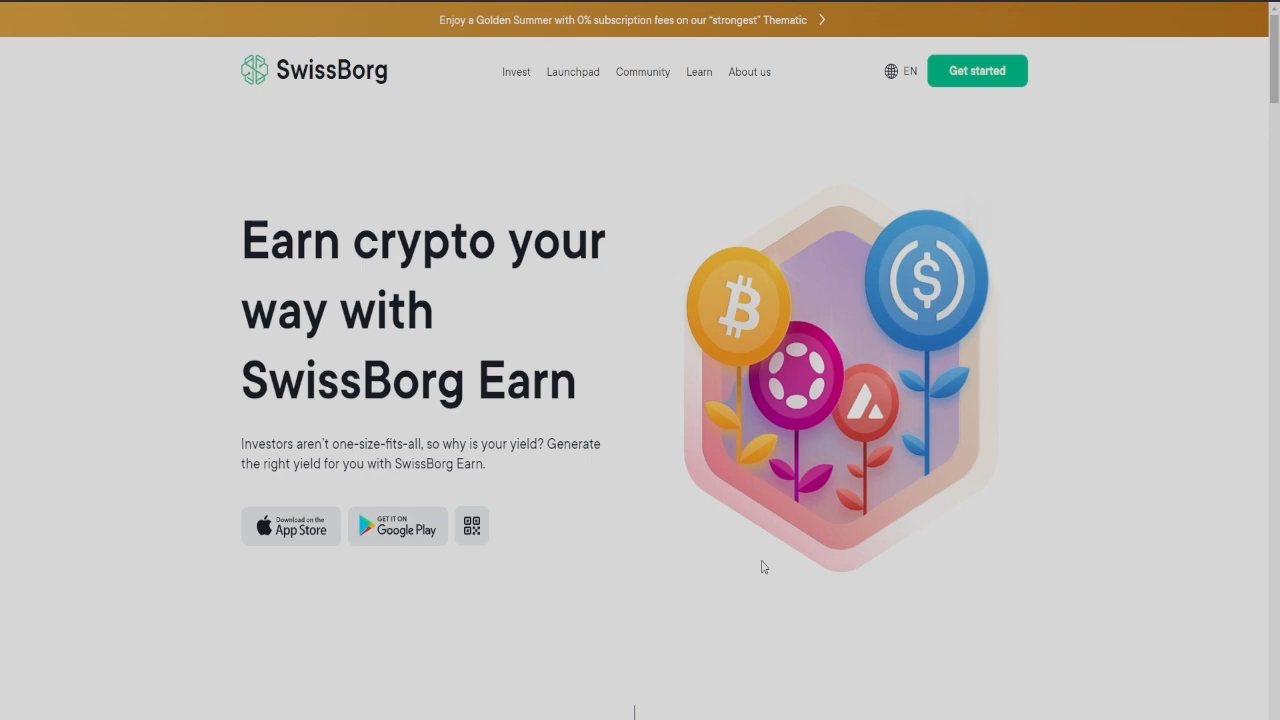 Enjoy a Golden Summer with 0% subscription fees on our “strongest” Thematic
SwissBorg
Invest
Launchpad
Community
Learn
About us
EN
Get started
Earn crypto your
way with
SwissBorg Earn
Investors aren’t one-size-fits-all, so why is your yield? Generate
the right yield for you with SwissBorg Earn.
Download on the
App Store
GET IT ON
Google Play